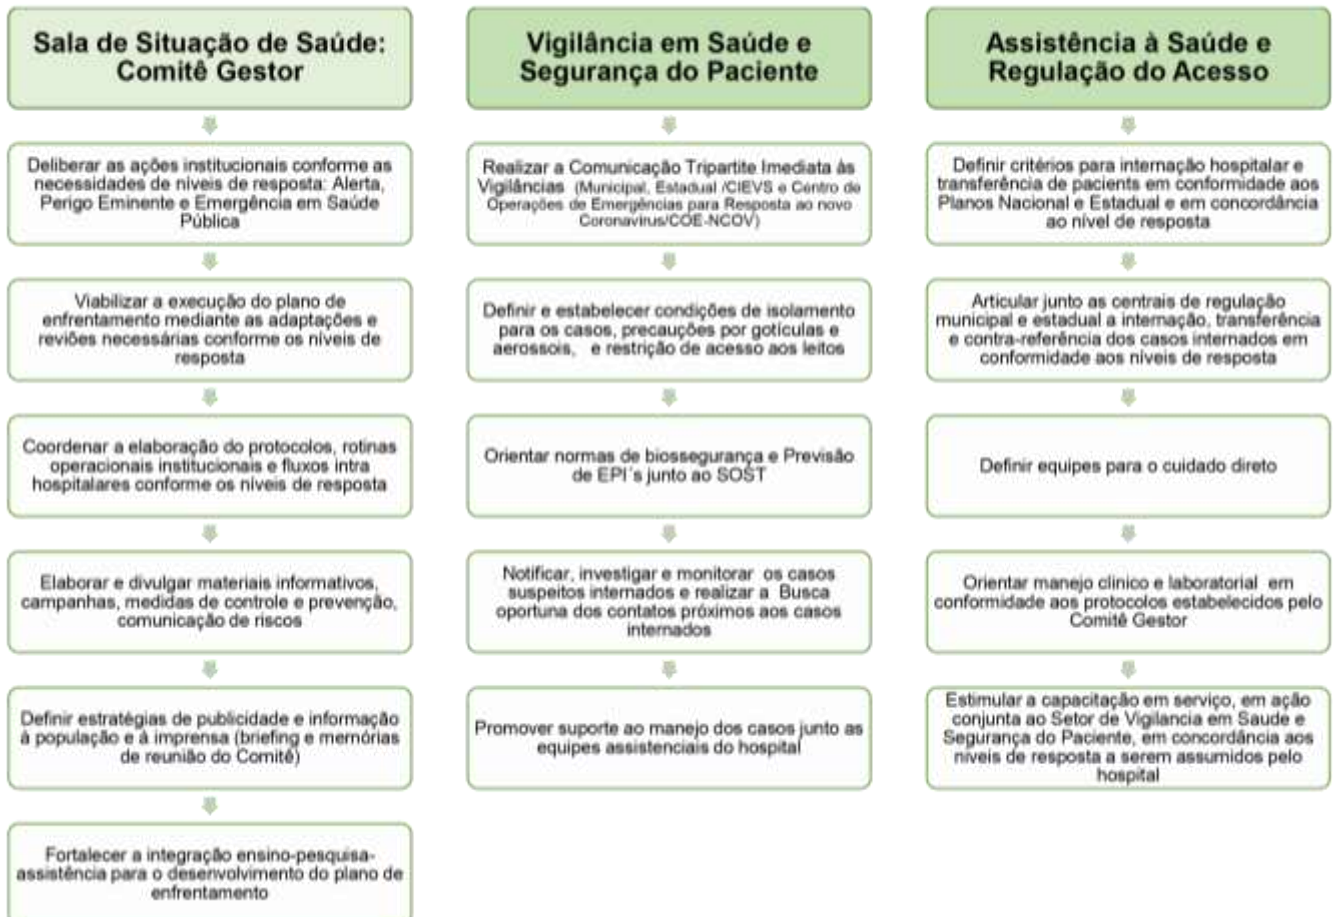 Sala de Situação de Saúde:
Comitê Gestor
Deliberar as ações institucionais conforme as
necessidades de níveis de resposta: Alerta,
Perigo Eminente e Emergência em Saúde
Pública
Viabilizar a execução do plano de
enfrentamento mediante as adaptações e
reviões necessárias conforme os níveis de
resposta
Coordenar a elaboração do protocolos, rotinas
operacionais institucionais e fluxos intra
hospitalares conforme os níveis de resposta
Elaborar e divulgar materiais informativos,
campanhas, medidas de controle e prevenção,
comunicação de riscos
Definir estratégias de publicidade e informação
à população e à imprensa (briefing e memórias
de reunião do Comitê)
Fortalecer a integração ensino-pesquisa-
assistência para o desenvolvimento do plano de
enfrentamento
Vigilância em Saúde e
Segurança do Paciente
Realizar a Comunicação Tripartite Imediata às
Vigilâncias (Municipal, Estadual /CIEVS e Centro de
Operações de Emergências para Resposta ao novo
Coronavirus/COE-NCOV)
Definir e estabelecer condições de isolamento
para os casos, precauções por gotículas e
aerossois, e restrição de acesso aos leitos
Orientar normas de biossegurança e Previsão
de EPI´s junto ao SOST
Notificar, investigar e monitorar os casos
suspeitos internados e realizar a Busca
oportuna dos contatos próximos aos casos
internados
Promover suporte ao manejo dos casos junto as
equipes assistenciais do hospital
Assistência à Saúde e
Regulação do Acesso
Definir critérios para internação hospitalar e
transferência de pacients em conformidade aos
Planos Nacional e Estadual e em concordância
ao nível de resposta
Articular junto as centrais de regulação
municipal e estadual a internação, transferência
e contra-referência dos casos internados em
conformidade aos níveis de resposta
Definir equipes para o cuidado direto
Orientar manejo clinico e laboratorial em
conformidade aos protocolos estabelecidos pelo
Comitê Gestor
Estimular a capacitação em serviço, em ação
conjunta ao Setor de Vigilancia em Saude e
Segurança do Paciente, em concordância aos
níveis de resposta a serem assumidos pelo
hospital